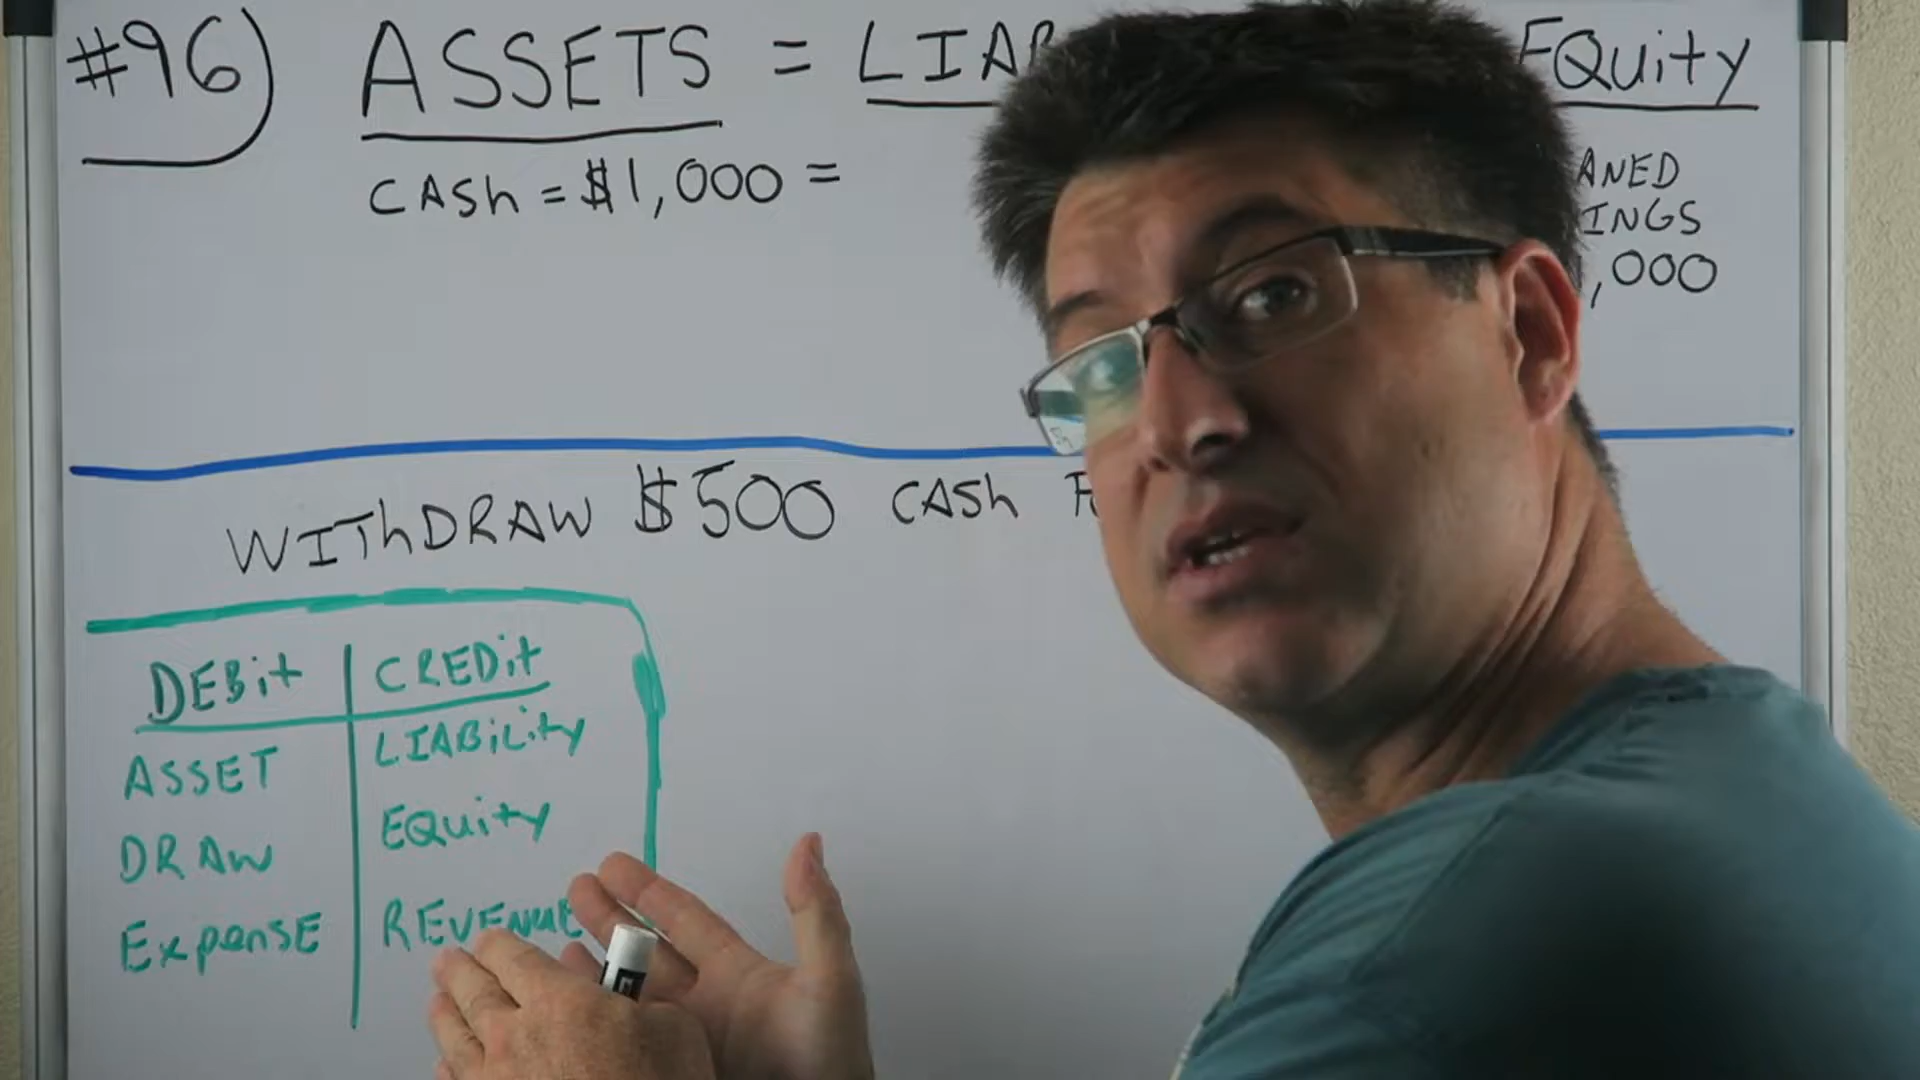 #96) ASSETS = LIAB EQuity
CASh = $1,000 =
ANED
INGS
,000
WIThDRAW $500 CASh
DEBit CREDit
ASSET LIABiLity
DRAW EQuity
ExpenSE REVENuE